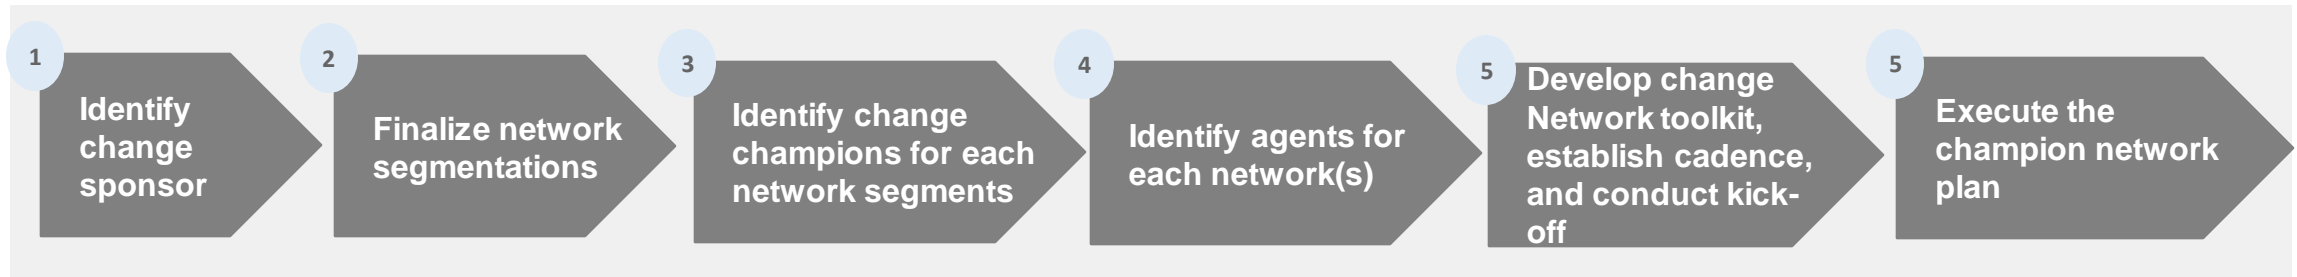 1
Identify
change
sponsor
2
Finalize network
segmentations
3
Identify change
champions for each
network segments
4
Identify agents for
each network(s)
5
Develop change
Network toolkit,
establish cadence,
and conduct kick-
off
5
Execute the
champion network
plan